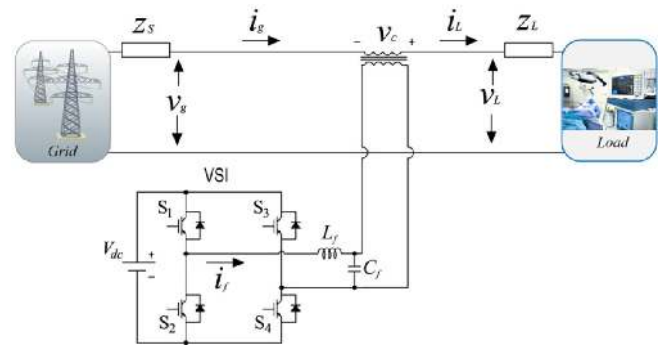 Z_S
i_g
v_c
- +
i_L
Z_L
v_g
v_L
Grid
Load
VSI
S_1
S_3
V_dc
+
-
L_f
C_f
i_f
S_2
S_4